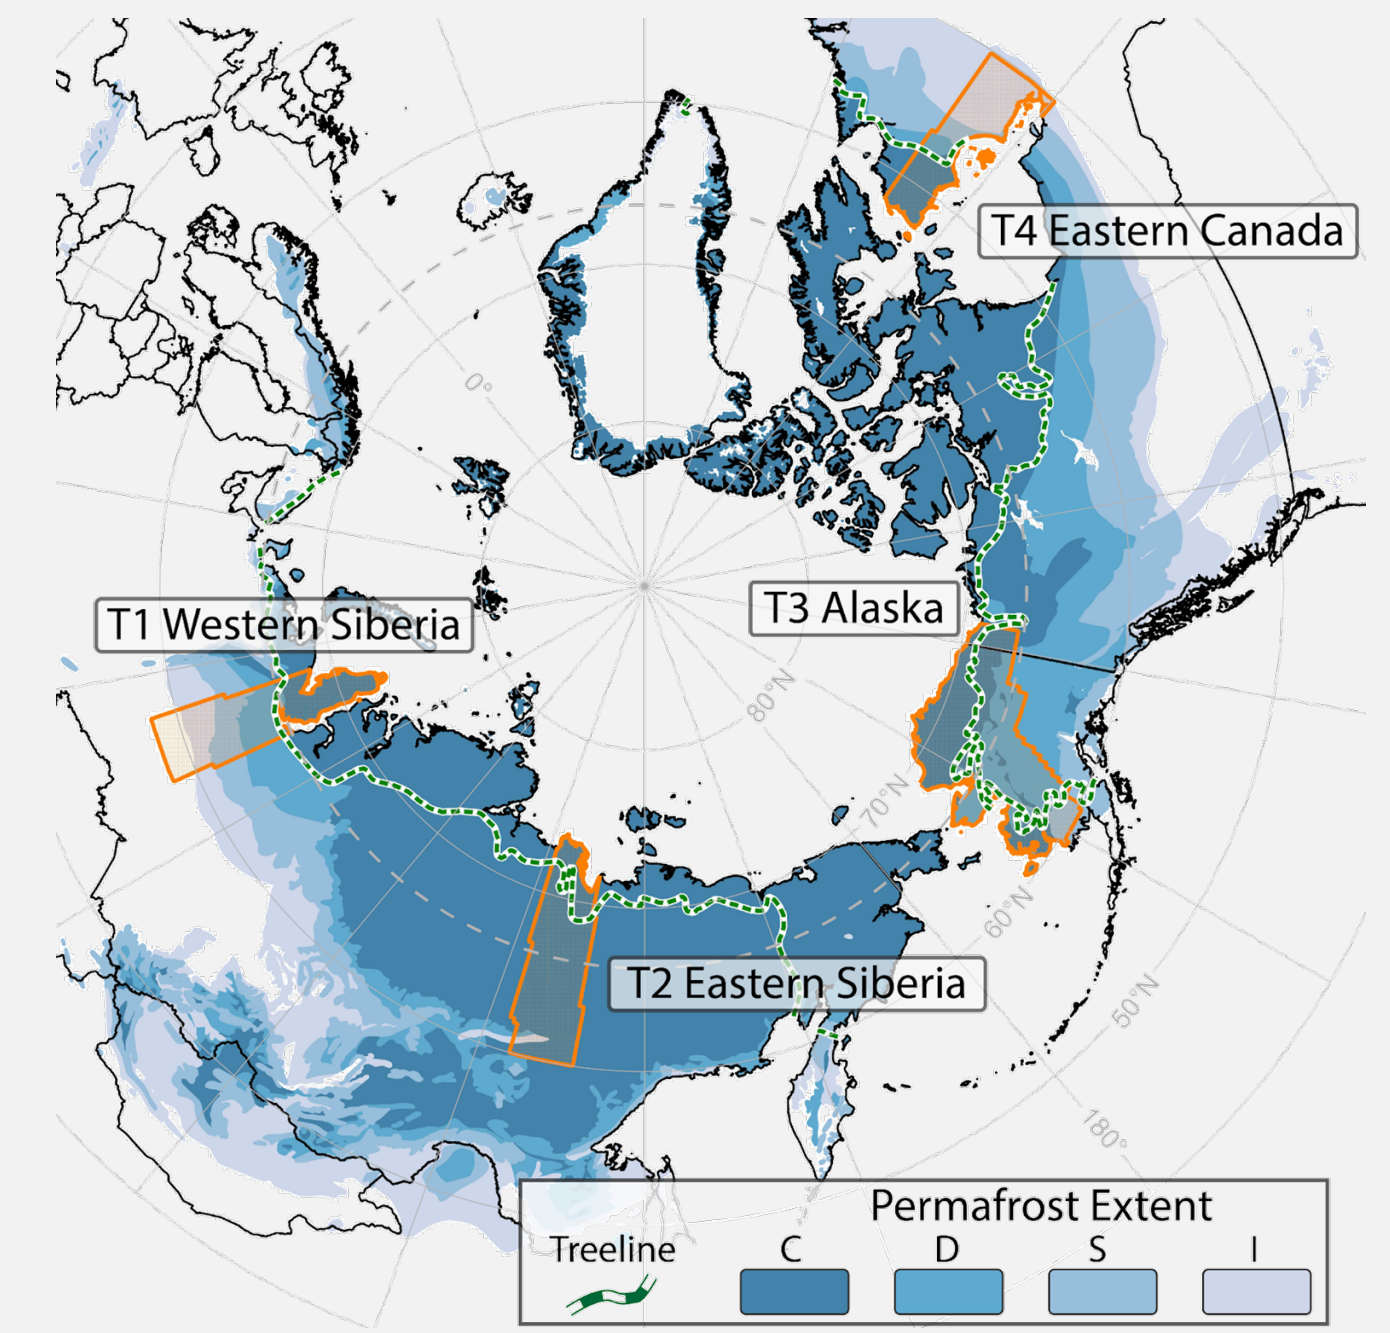 T4 Eastern Canada
0°
T3 Alaska
T1 Western Siberia
80°N
70°N
60°N
T2 Eastern Siberia
50°N
180°
Permafrost Extent
Treeline C D S I